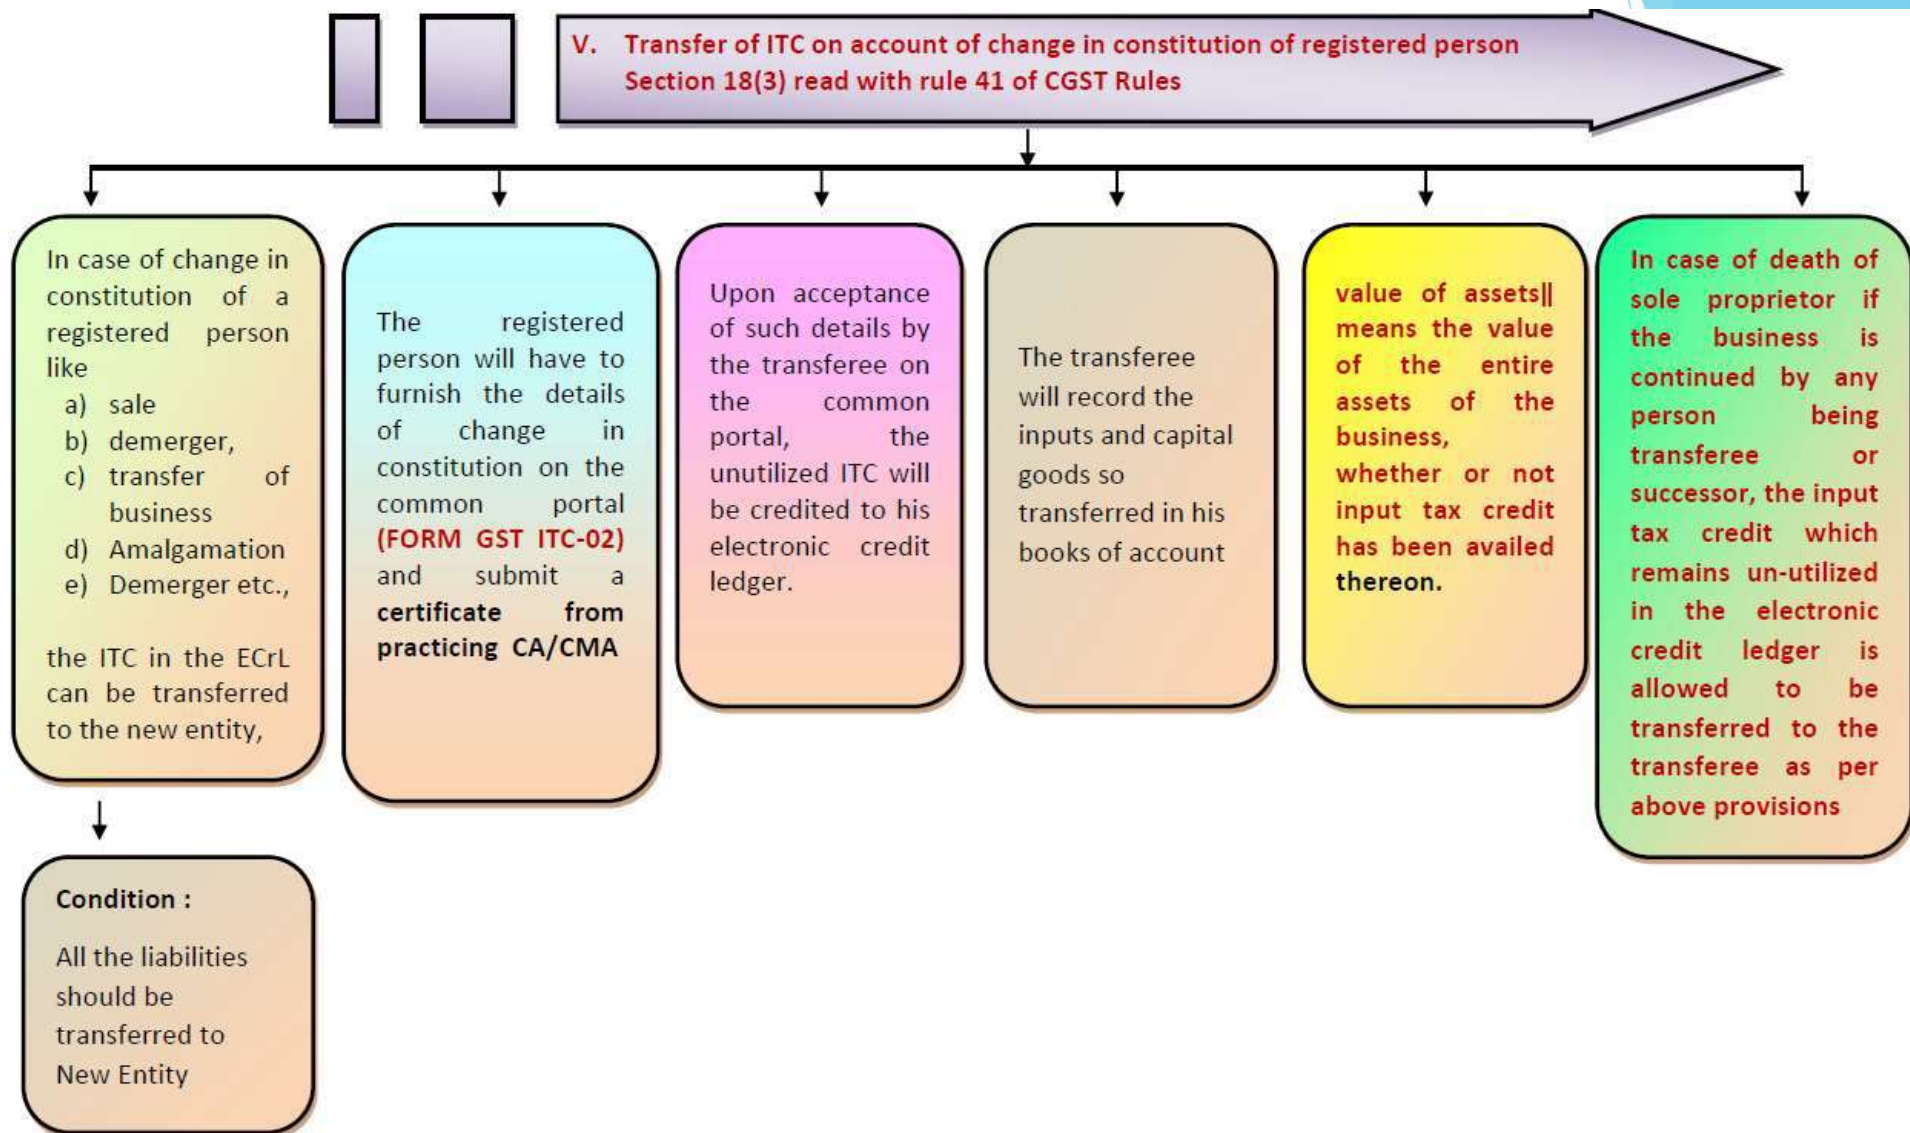 V. Transfer of ITC on account of change in constitution of registered person
Section 18(3) read with rule 41 of CGST Rules
In case of change in
constitution of a
registered person
like
a) sale
b) demerger,
c) transfer of
business
d) Amalgamation
e) Demerger etc.,
the ITC in the ECrL
can be transferred
to the new entity,
Condition :
All the liabilities
should be
transferred to
New Entity
The registered
person will have to
furnish the details
of change in
constitution on the
common portal
(FORM GST ITC-02)
and submit a
certificate from
practicing CA/CMA
Upon acceptance
of such details by
the transferee on
the common
portal, the
unutilized ITC will
be credited to his
electronic credit
ledger.
The transferee
will record the
inputs and capital
goods so
transferred in his
books of account
value of assets‖
means the value
of the entire
assets of the
business,
whether or not
input tax credit
has been availed
thereon.
In case of death of
sole proprietor if
the business is
continued by any
person being
transferee or
successor, the input
tax credit which
remains un-utilized
in the electronic
credit ledger is
allowed to be
transferred to the
transferee as per
above provisions